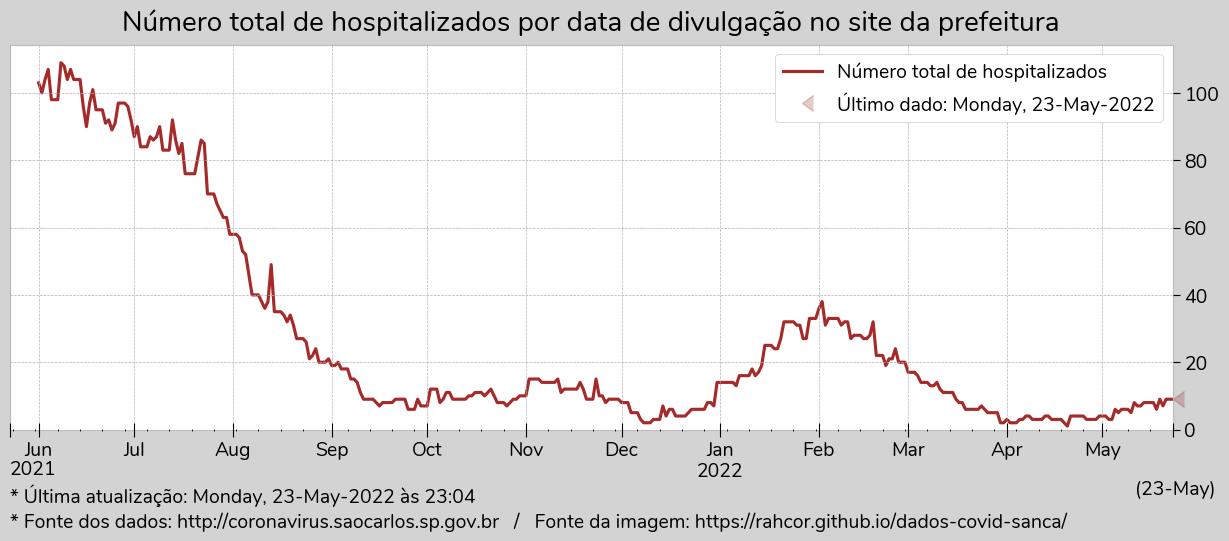 Número total de hospitalizados por data de divulgação no site da prefeitura
Número total de hospitalizados
Último dado: Monday, 23-May-2022
100
80
60
40
20
0
Jun Jul Aug Sep Oct Nov Dec Jan Feb Mar Apr May
2021 2022
(23-May)
* Última atualização: Monday, 23-May-2022 às 23:04
* Fonte dos dados: http://coronavirus.saocarlos.sp.gov.br / Fonte da imagem: https://rahcor.github.io/dados-covid-sanca/